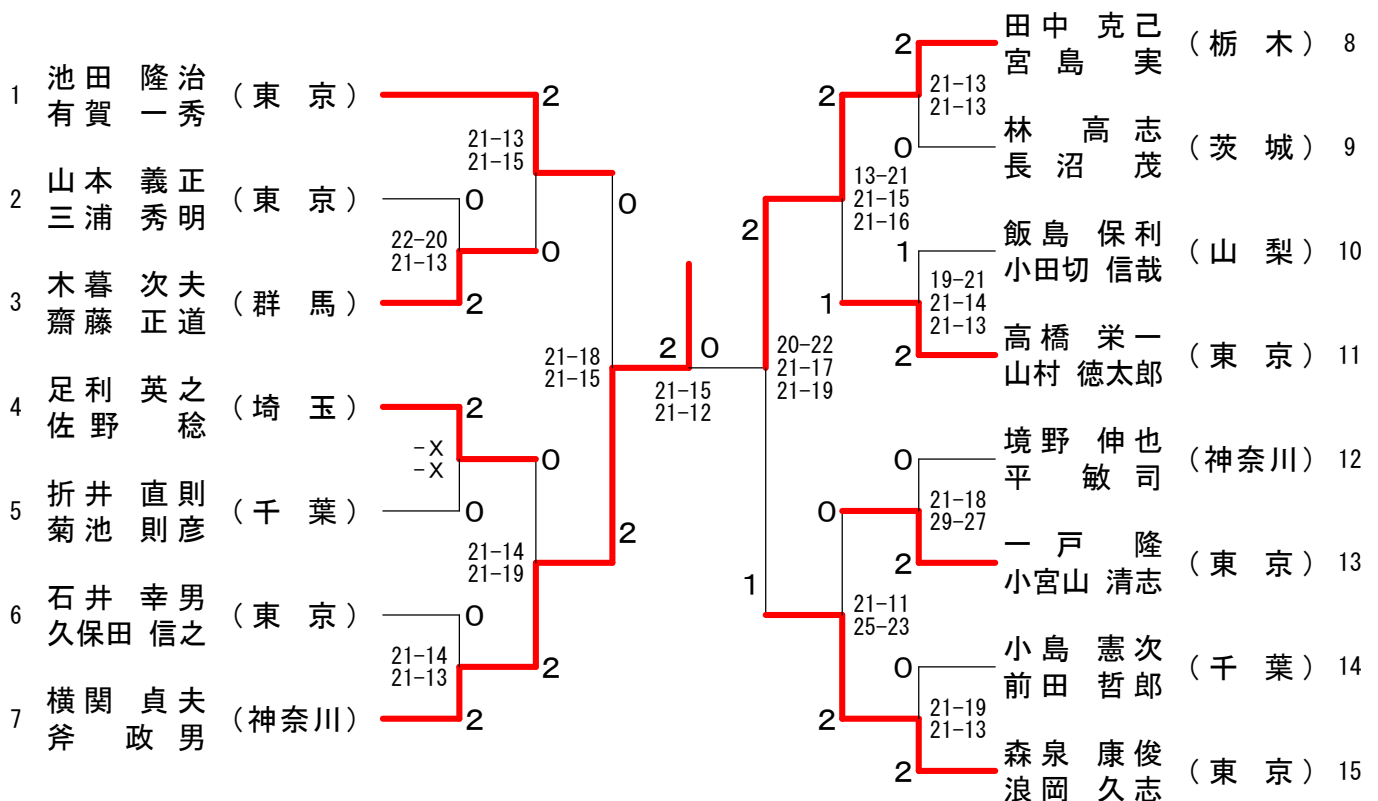 1 池田 隆治 (東 京)
有賀 一秀
2
21-13
21-15
2 山本 義正 (東 京)
三浦 秀明
0
22-20
21-13
0
3 木暮 次夫 (群 馬)
齋藤 正道
2
0
21-18
21-15
4 足利 英之 (埼 玉)
佐野 稔
2
-X
-X
0
5 折井 直則 (千 葉)
菊池 則彦
0
2
21-14
21-19
6 石井 幸男 (東 京)
久保田 信之
0
21-14
21-13
2
7 横関 貞夫 (神奈川)
斧 政男
2
2 0
21-15
21-12
田中 克己 (栃 木) 8
宮島 実
2
21-13
21-13
2
林 高志 (茨 城) 9
長沼 茂
0
13-21
21-15
21-16
2
飯島 保利 (山 梨) 10
小田切 信哉
1
19-21
21-14
21-13
1
高橋 栄一 (東 京) 11
山村 徳太郎
2
20-22
21-17
21-19
境野 伸也 (神奈川) 12
平 敏司
0
21-18
29-27
0
一戸 隆 (東 京) 13
小宮山 清志
2
1
21-11
25-23
小島 憲次 (千 葉) 14
前田 哲郎
0
21-19
21-13
2
森泉 康俊 (東 京) 15
浪岡 久志
2